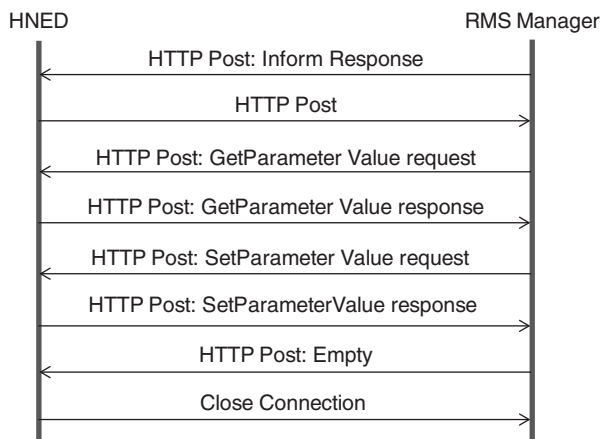 HNED
RMS Manager
HTTP Post: Inform Response
HTTP Post
HTTP Post: GetParameter Value request
HTTP Post: GetParameter Value response
HTTP Post: SetParameter Value request
HTTP Post: SetParameterValue response
HTTP Post: Empty
Close Connection